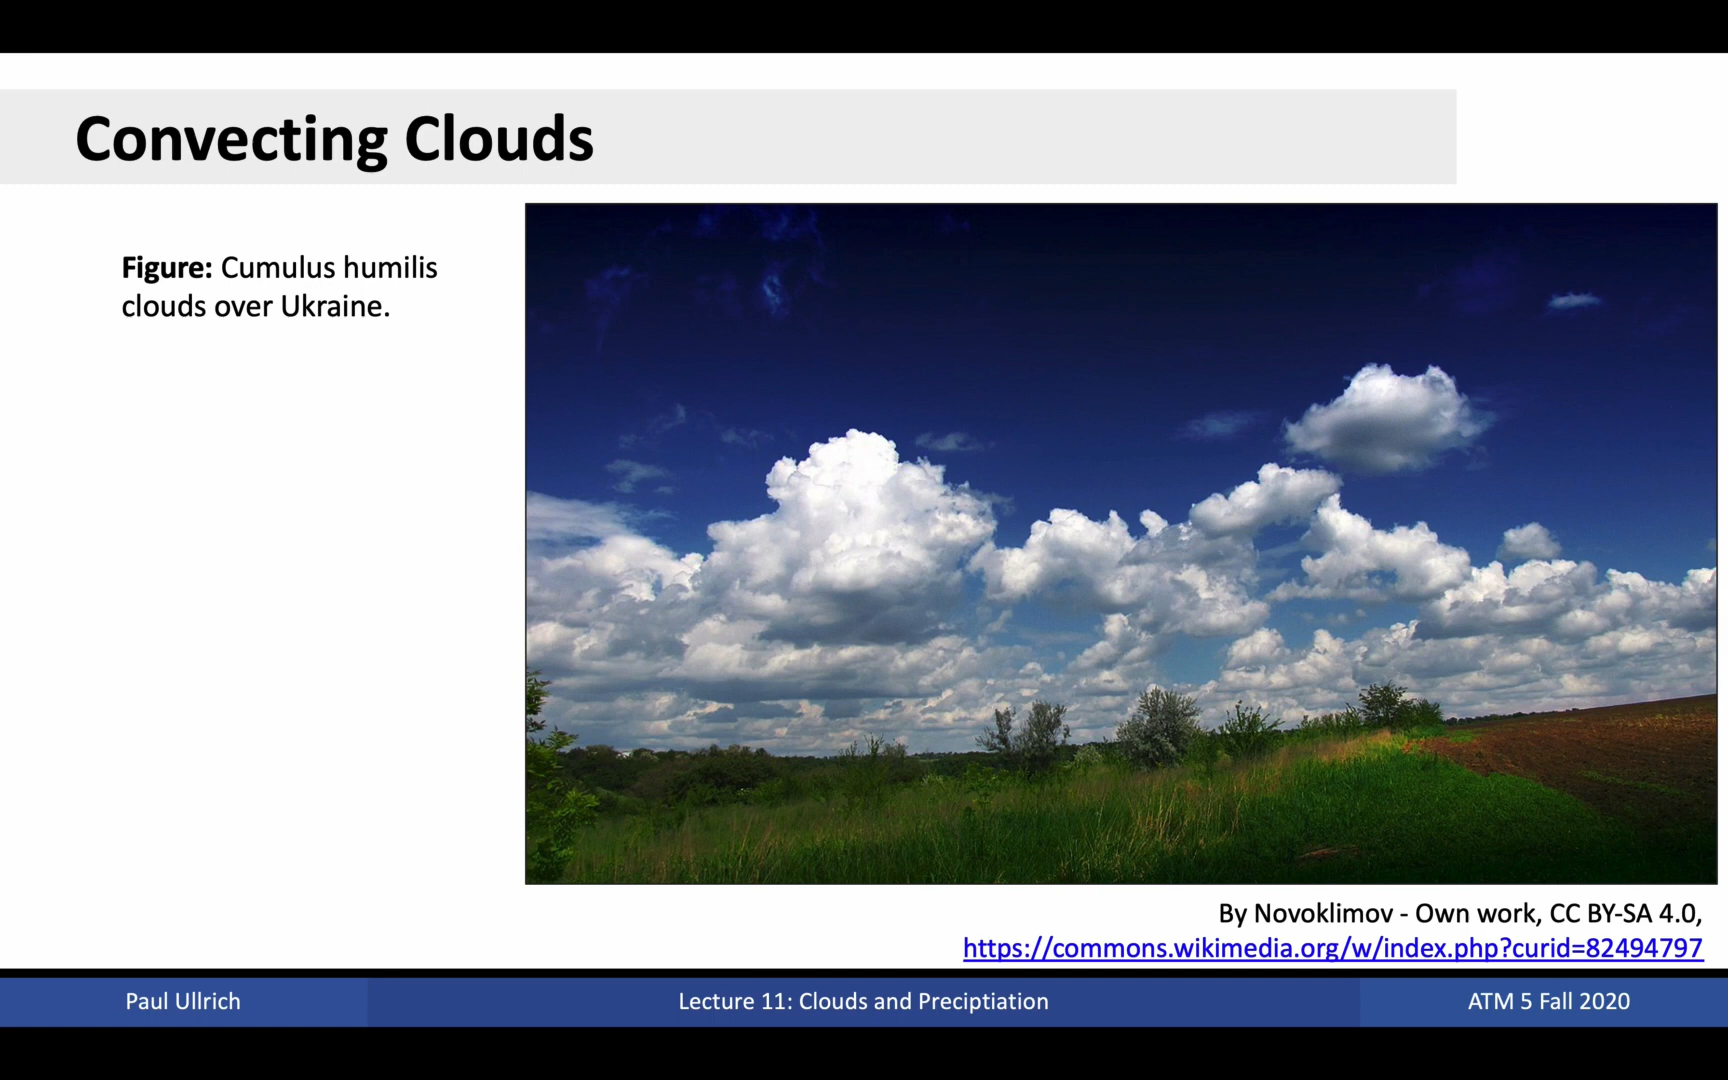 Convecting Clouds
Figure: Cumulus humilis
clouds over Ukraine.
By Novoklimov - Own work, CC BY-SA 4.0,
https://commons.wikimedia.org/w/index.php?curid=82494797
Paul Ullrich
Lecture 11: Clouds and Preciptiation
ATM 5 Fall 2020